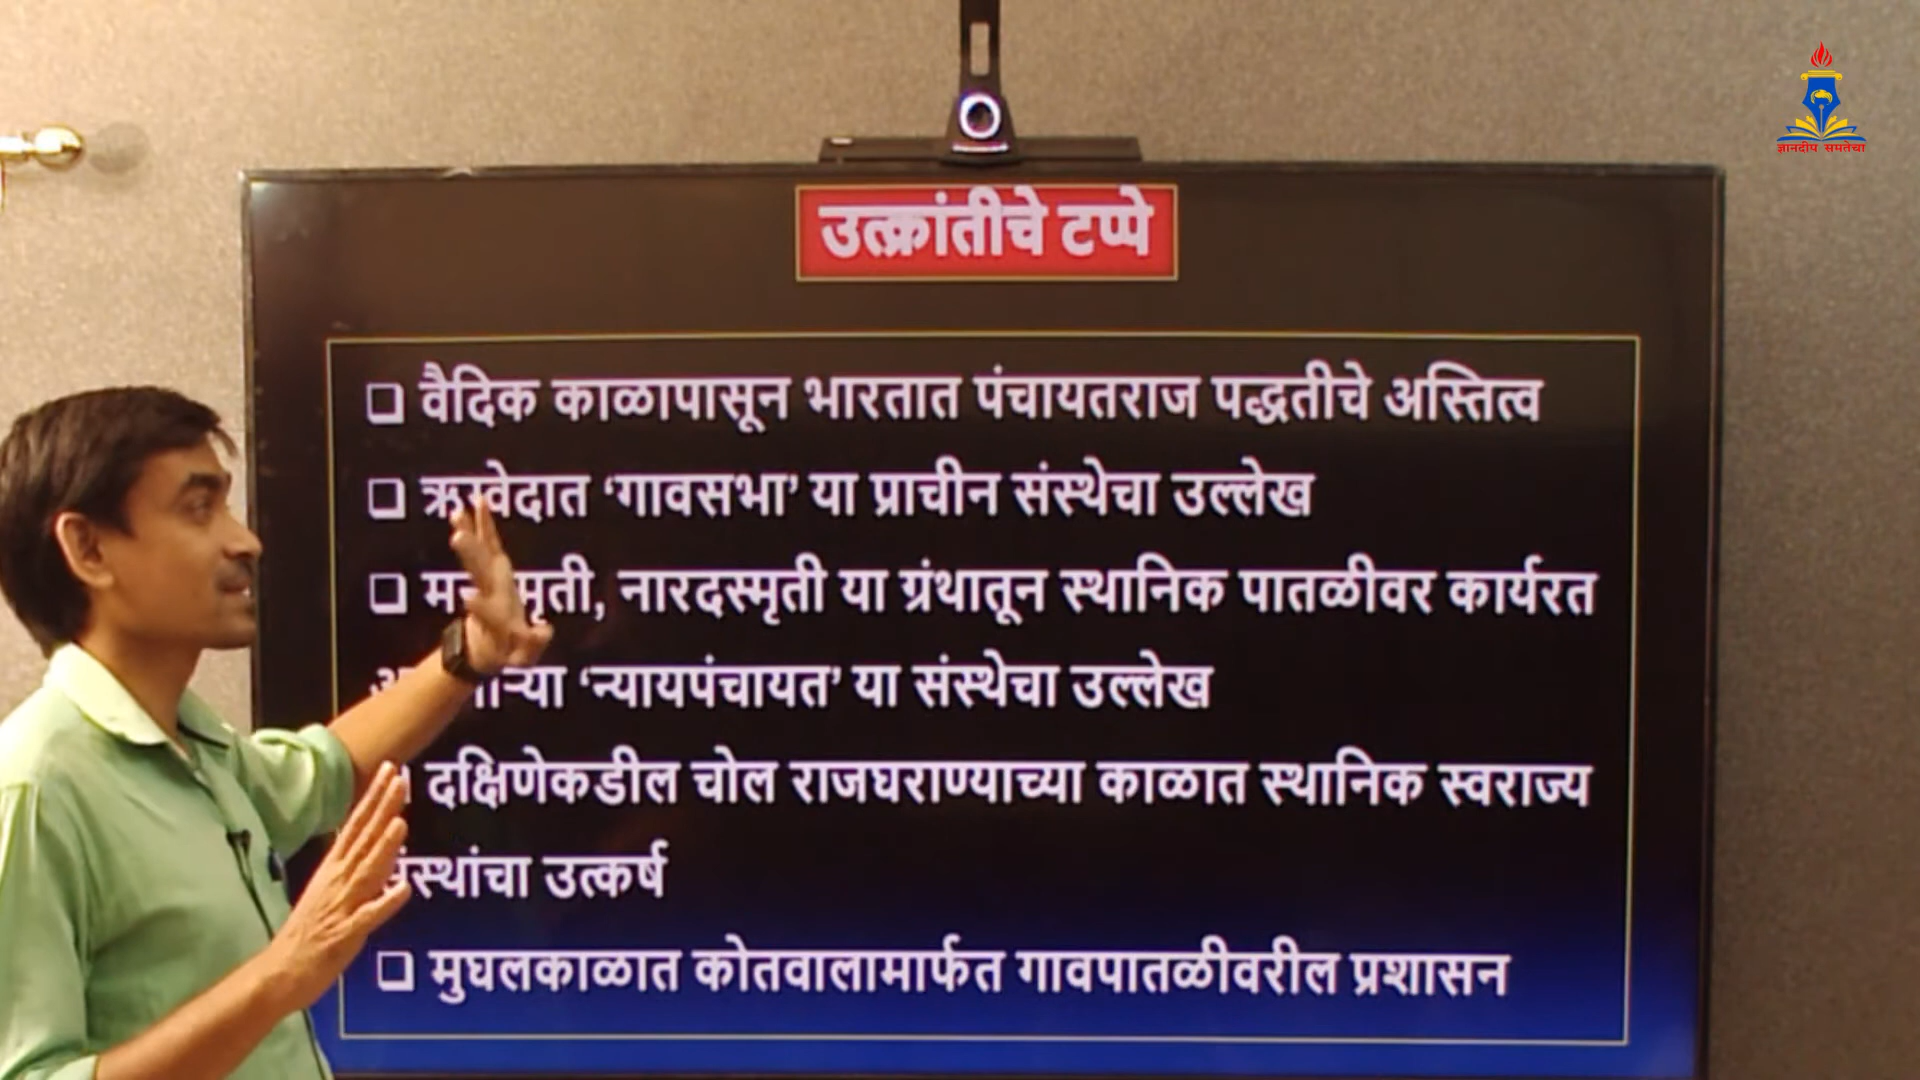 ज्ञानदीप समतेचा
उत्क्रांतीचे टप्पे
❑ वैदिक काळापासून भारतात पंचायतराज पद्धतीचे अस्तित्व
❑ ऋग्वेदात ‘गावसभा’ या प्राचीन संस्थेचा उल्लेख
❑ नारदस्मृती या ग्रंथातून स्थानिक पातळीवर कार्यरत
‘न्यायपंचायत’ या संस्थेचा उल्लेख
दक्षिणेकडील चोल राजघराण्याच्या काळात स्थानिक स्वराज्य
संस्थांचा उत्कर्ष
❑ मुघलकाळात कोतवालामार्फत गावपातळीवरील प्रशासन